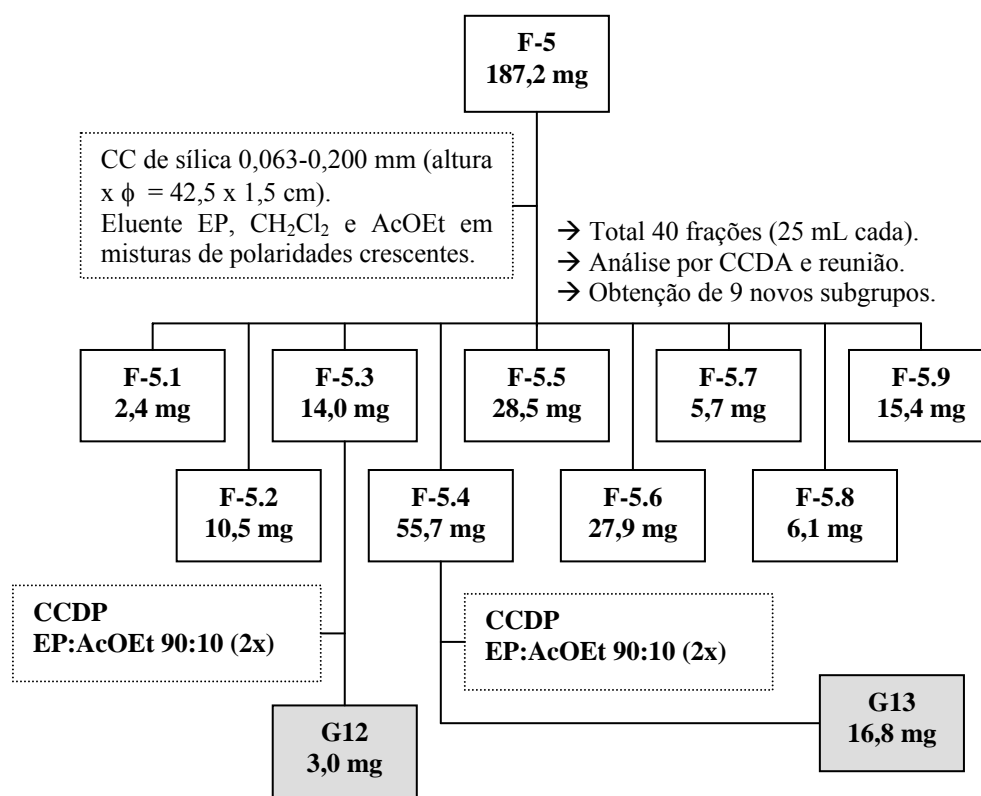 F-5
187,2 mg
CC de sílica 0,063-0,200 mm (altura
x ϕ = 42,5 x 1,5 cm).
Eluente EP, CH₂Cl₂ e AcOEt em
misturas de polaridades crescentes.
→ Total 40 frações (25 mL cada).
→ Análise por CCDA e reunião.
→ Obtenção de 9 novos subgrupos.
F-5.1
2,4 mg
F-5.3
14,0 mg
F-5.5
28,5 mg
F-5.7
5,7 mg
F-5.9
15,4 mg
F-5.2
10,5 mg
F-5.4
55,7 mg
F-5.6
27,9 mg
F-5.8
6,1 mg
CCDP
EP:AcOEt 90:10 (2x)
CCDP
EP:AcOEt 90:10 (2x)
G12
3,0 mg
G13
16,8 mg